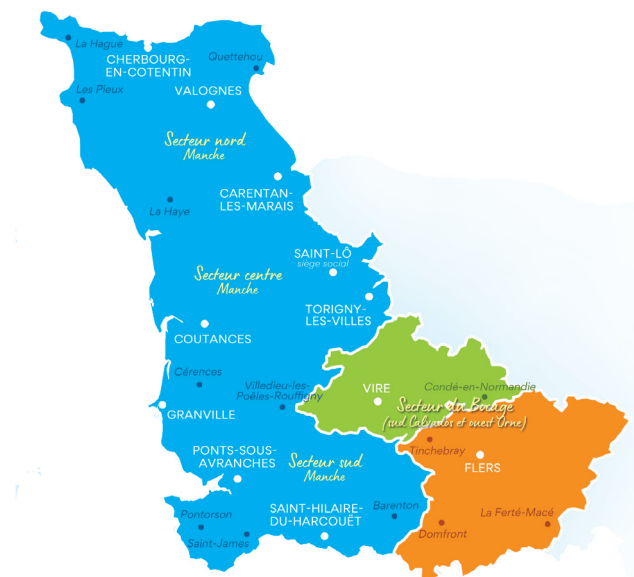 La Hague
CHERBOURG-
EN-COTENTIN
Quettehou
Les Pieux
VALOGNES
Secteur nord
Manche
CARENTAN-
LES-MARAIS
La Haye
SAINT-LÔ
siège social
Secteur centre
Manche
TORIGNY-
LES-VILLES
COUTANCES
Cérences
Villedieu-les-
Poëles-Rouffigny
VIRE
Condé-en-Normandie
GRANVILLE
Secteur du Bocage
(sud Calvados et ouest Orne)
Tinchebray
PONTS-SOUS-
AVRANCHES
Secteur sud
Manche
FLERS
SAINT-HILAIRE-
DU-HARCOUËT
Barenton
Pontorson
La Ferté-Macé
Saint-James
Domfront